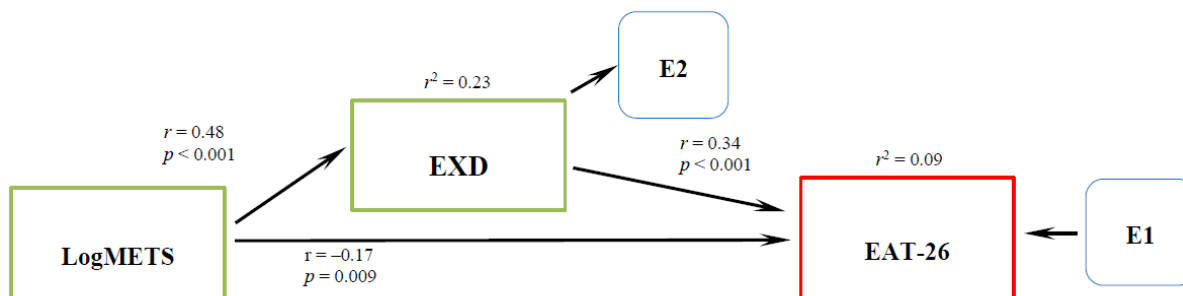 E2
r² = 0.23
r = 0.48
p < 0.001
EXD
r = 0.34
p < 0.001
r² = 0.09
LogMETS
r = –0.17
p = 0.009
EAT-26
E1